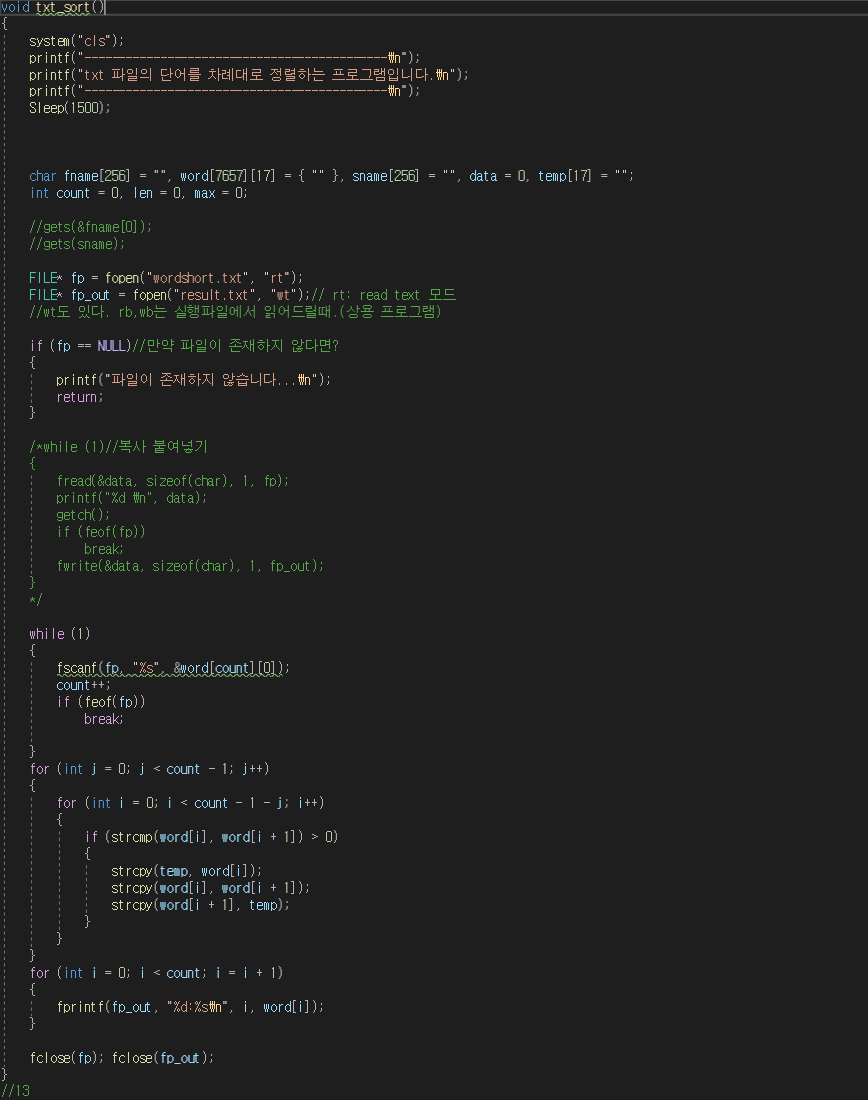 void txt_sort()
{
system("cls");
printf("--------------------------------------------₩n");
printf("txt 파일의 단어를 차례대로 정렬하는 프로그램입니다.₩n");
printf("--------------------------------------------₩n");
Sleep(1500);
char fname[256] = "", word[7657][17] = { "" }, sname[256] = "", data = 0, temp[17] = "";
int count = 0, len = 0, max = 0;
//gets(&fname[0]);
//gets(sname);
FILE* fp = fopen("wordshort.txt", "rt");
FILE* fp_out = fopen("result.txt", "wt");// rt: read text 모드
//wt도 있다. rb,wb는 실행파일에서 읽어드릴때.(상용 프로그램)
if (fp == NULL)//만약 파일이 존재하지 않다면?
{
printf("파일이 존재하지 않습니다...₩n");
return;
}
/*while (1)//복사 붙여넣기
{
fread(&data, sizeof(char), 1, fp);
printf("%d ₩n", data);
getch();
if (feof(fp))
break;
fwrite(&data, sizeof(char), 1, fp_out);
}
*/
while (1)
{
fscanf(fp, "%s", &word[count][0]);
count++;
if (feof(fp))
break;
}
for (int j = 0; j < count - 1; j++)
{
for (int i = 0; i < count - 1 - j; i++)
{
if (strcmp(word[i], word[i + 1]) > 0)
{
strcpy(temp, word[i]);
strcpy(word[i], word[i + 1]);
strcpy(word[i + 1], temp);
}
}
}
for (int i = 0; i < count; i = i + 1)
{
fprintf(fp_out, "%d:%s₩n", i, word[i]);
}
fclose(fp); fclose(fp_out);
}
//13